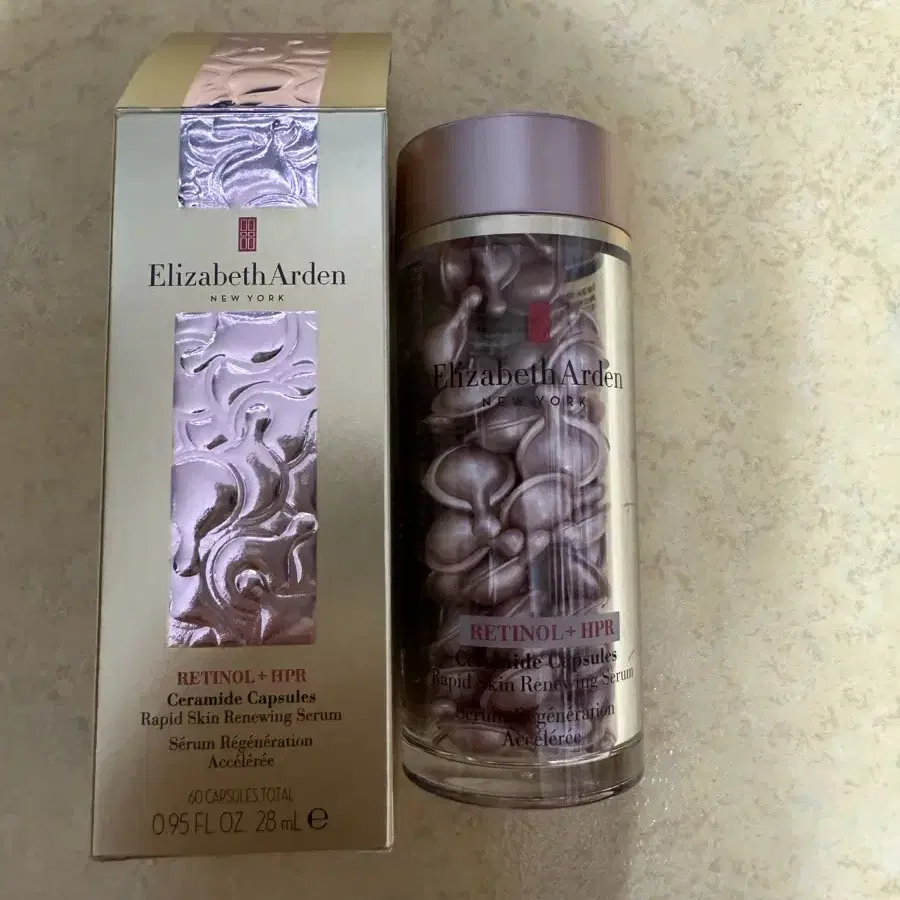 Elizabeth Arden
NEW YORK
RETINOL + HPR
Ceramide Capsules
Rapid Skin Renewing Serum
Sérum Régénération
Accélérée
60 CAPSULES TOTAL
0.95 FL OZ 28 mL e
Elizabeth Arden
NEW YORK
RETINOL + HPR
Ceramide Capsules
Rapid Skin Renewing Serum
Sérum Régénération
Accélérée